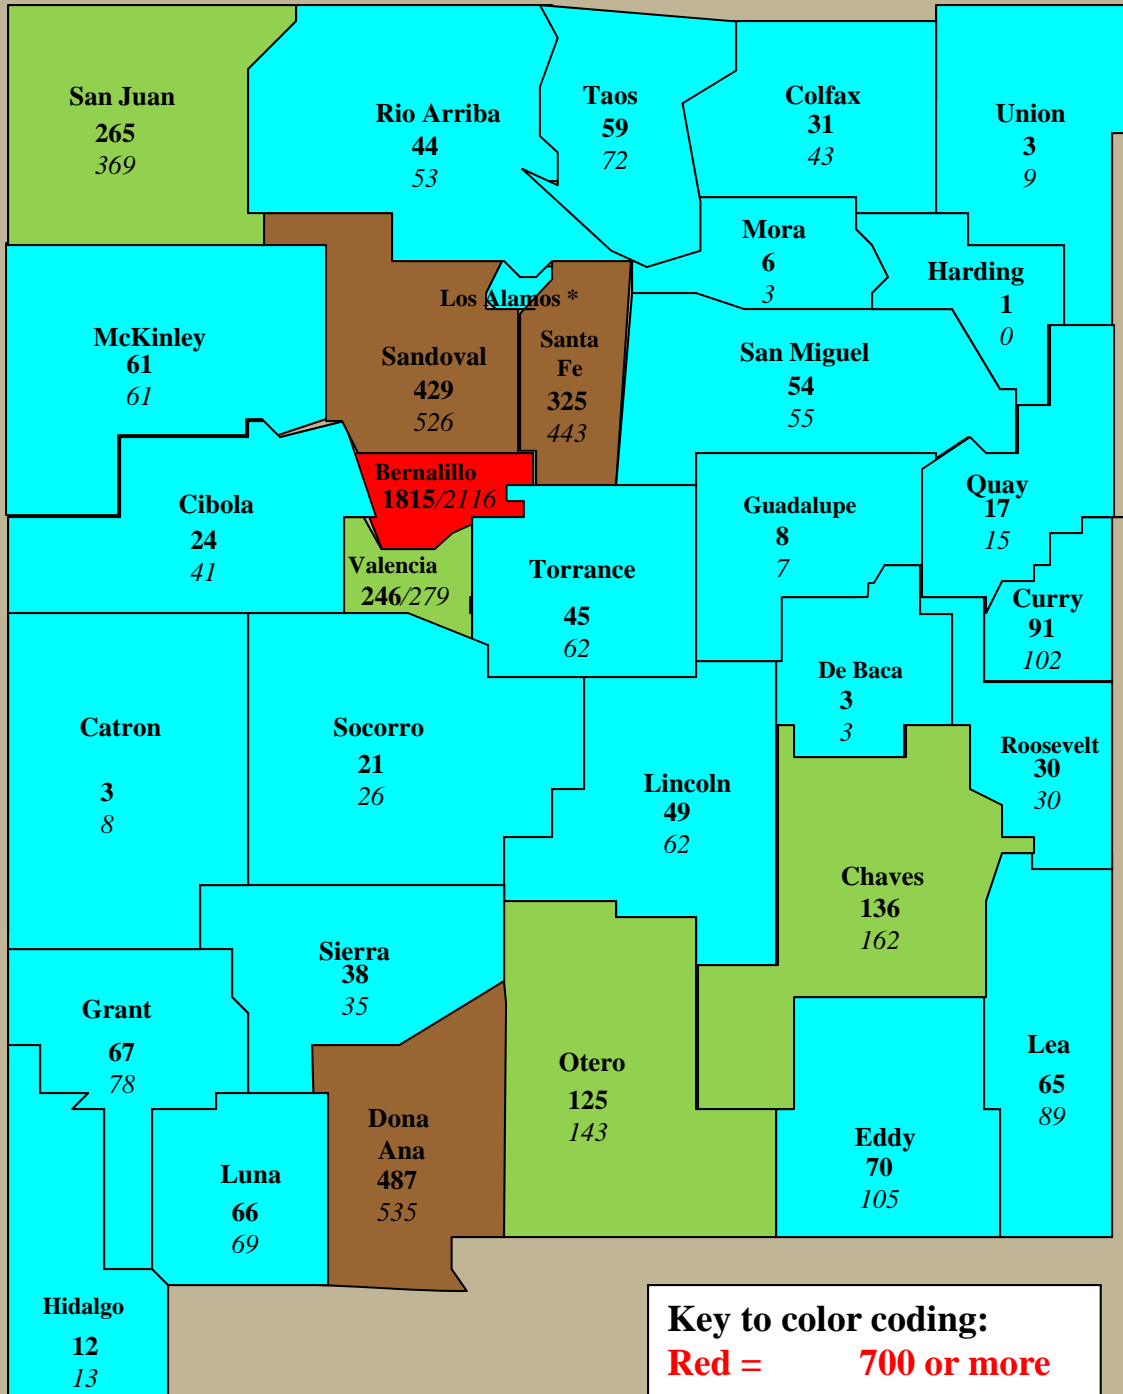 San Juan
265
369
Rio Arriba
44
53
Taos
59
72
Colfax
31
43
Union
3
9
Mora
6
3
Harding
1
0
Los Alamos *
McKinley
61
61
Sandoval
429
526
Santa
Fe
325
443
San Miguel
54
55
Bernalillo
1815/2116
Cibola
24
41
Valencia
246/279
Torrance
45
62
Guadalupe
8
7
Quay
17
15
Curry
91
102
De Baca
3
3
Catron
3
8
Socorro
21
26
Lincoln
49
62
Roosevelt
30
30
Chaves
136
162
Sierra
38
35
Grant
67
78
Otero
125
143
Lea
65
89
Dona
Ana
487
535
Luna
66
69
Eddy
70
105
Hidalgo
12
13
Key to color coding:
Red = 700 or more